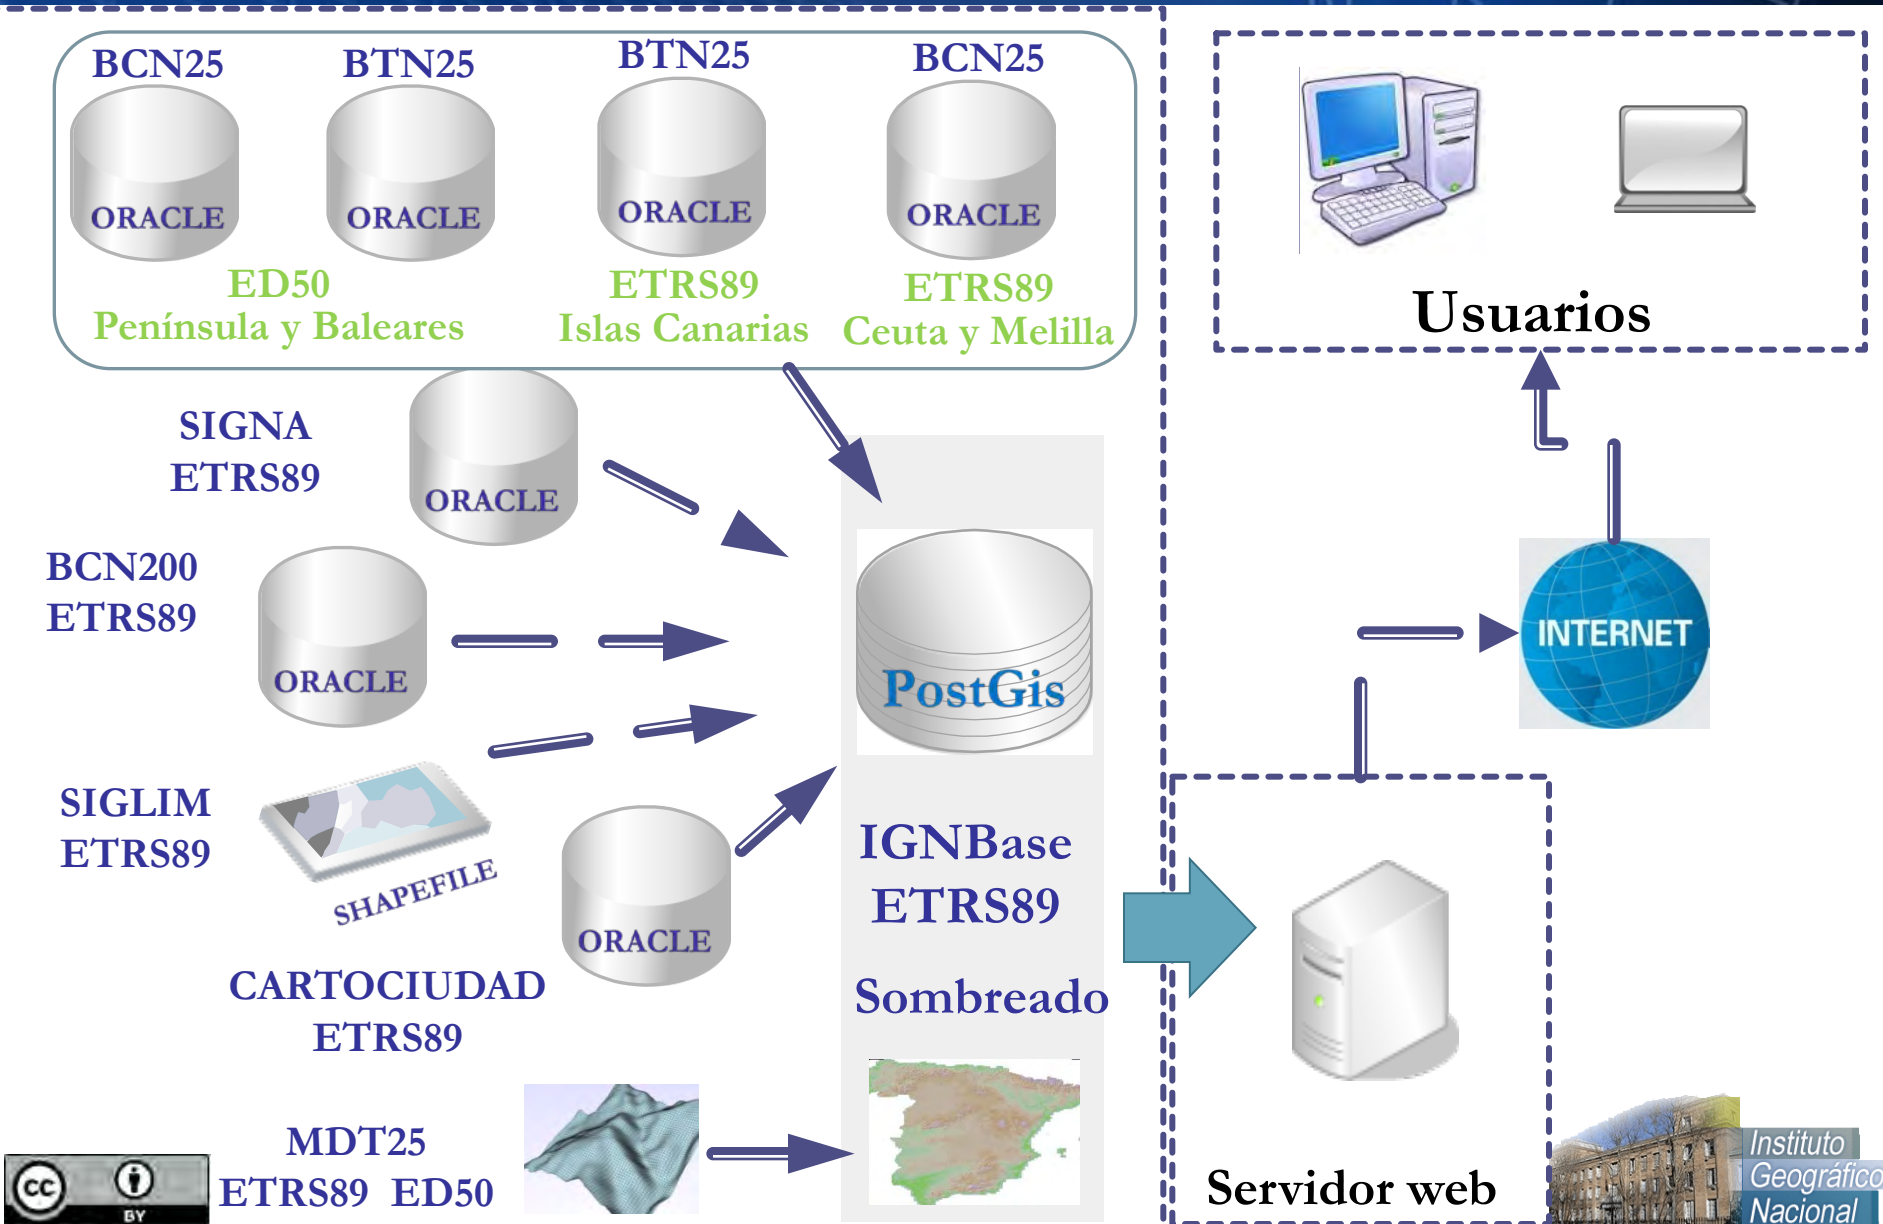 BCN25
BTN25
BTN25
BCN25
ORACLE
ORACLE
ORACLE
ORACLE
ED50
Península y Baleares
ETRS89
Islas Canarias
ETRS89
Ceuta y Melilla
Usuarios
SIGNA
ETRS89
ORACLE
BCN200
ETRS89
ORACLE
PostGis
INTERNET
SIGLIM
ETRS89
SHAPEFILE
ORACLE
CARTOCIUDAD
ETRS89
IGNBase
ETRS89
Sombreado
MDT25
ETRS89 ED50
Servidor web
cc
BY
Instituto
Geográfico
Nacional